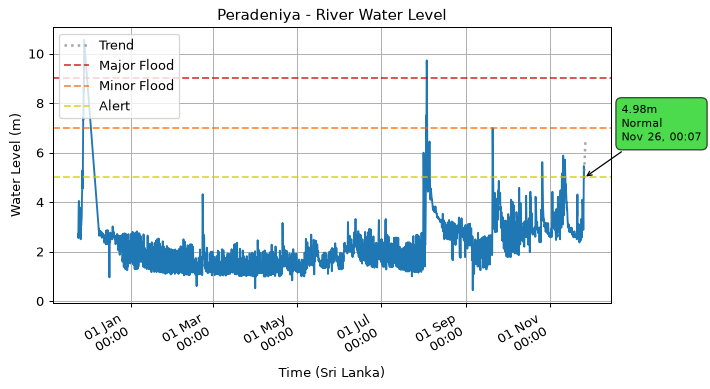 Peradeniya - River Water Level
Trend
Major Flood
Minor Flood
Alert
4.98m
Normal
Nov 26, 00:07
Water Level (m)
10
8
6
4
2
0
01 Jan
00:00
01 Mar
00:00
01 May
00:00
01 Jul
00:00
01 Sep
00:00
01 Nov
00:00
Time (Sri Lanka)